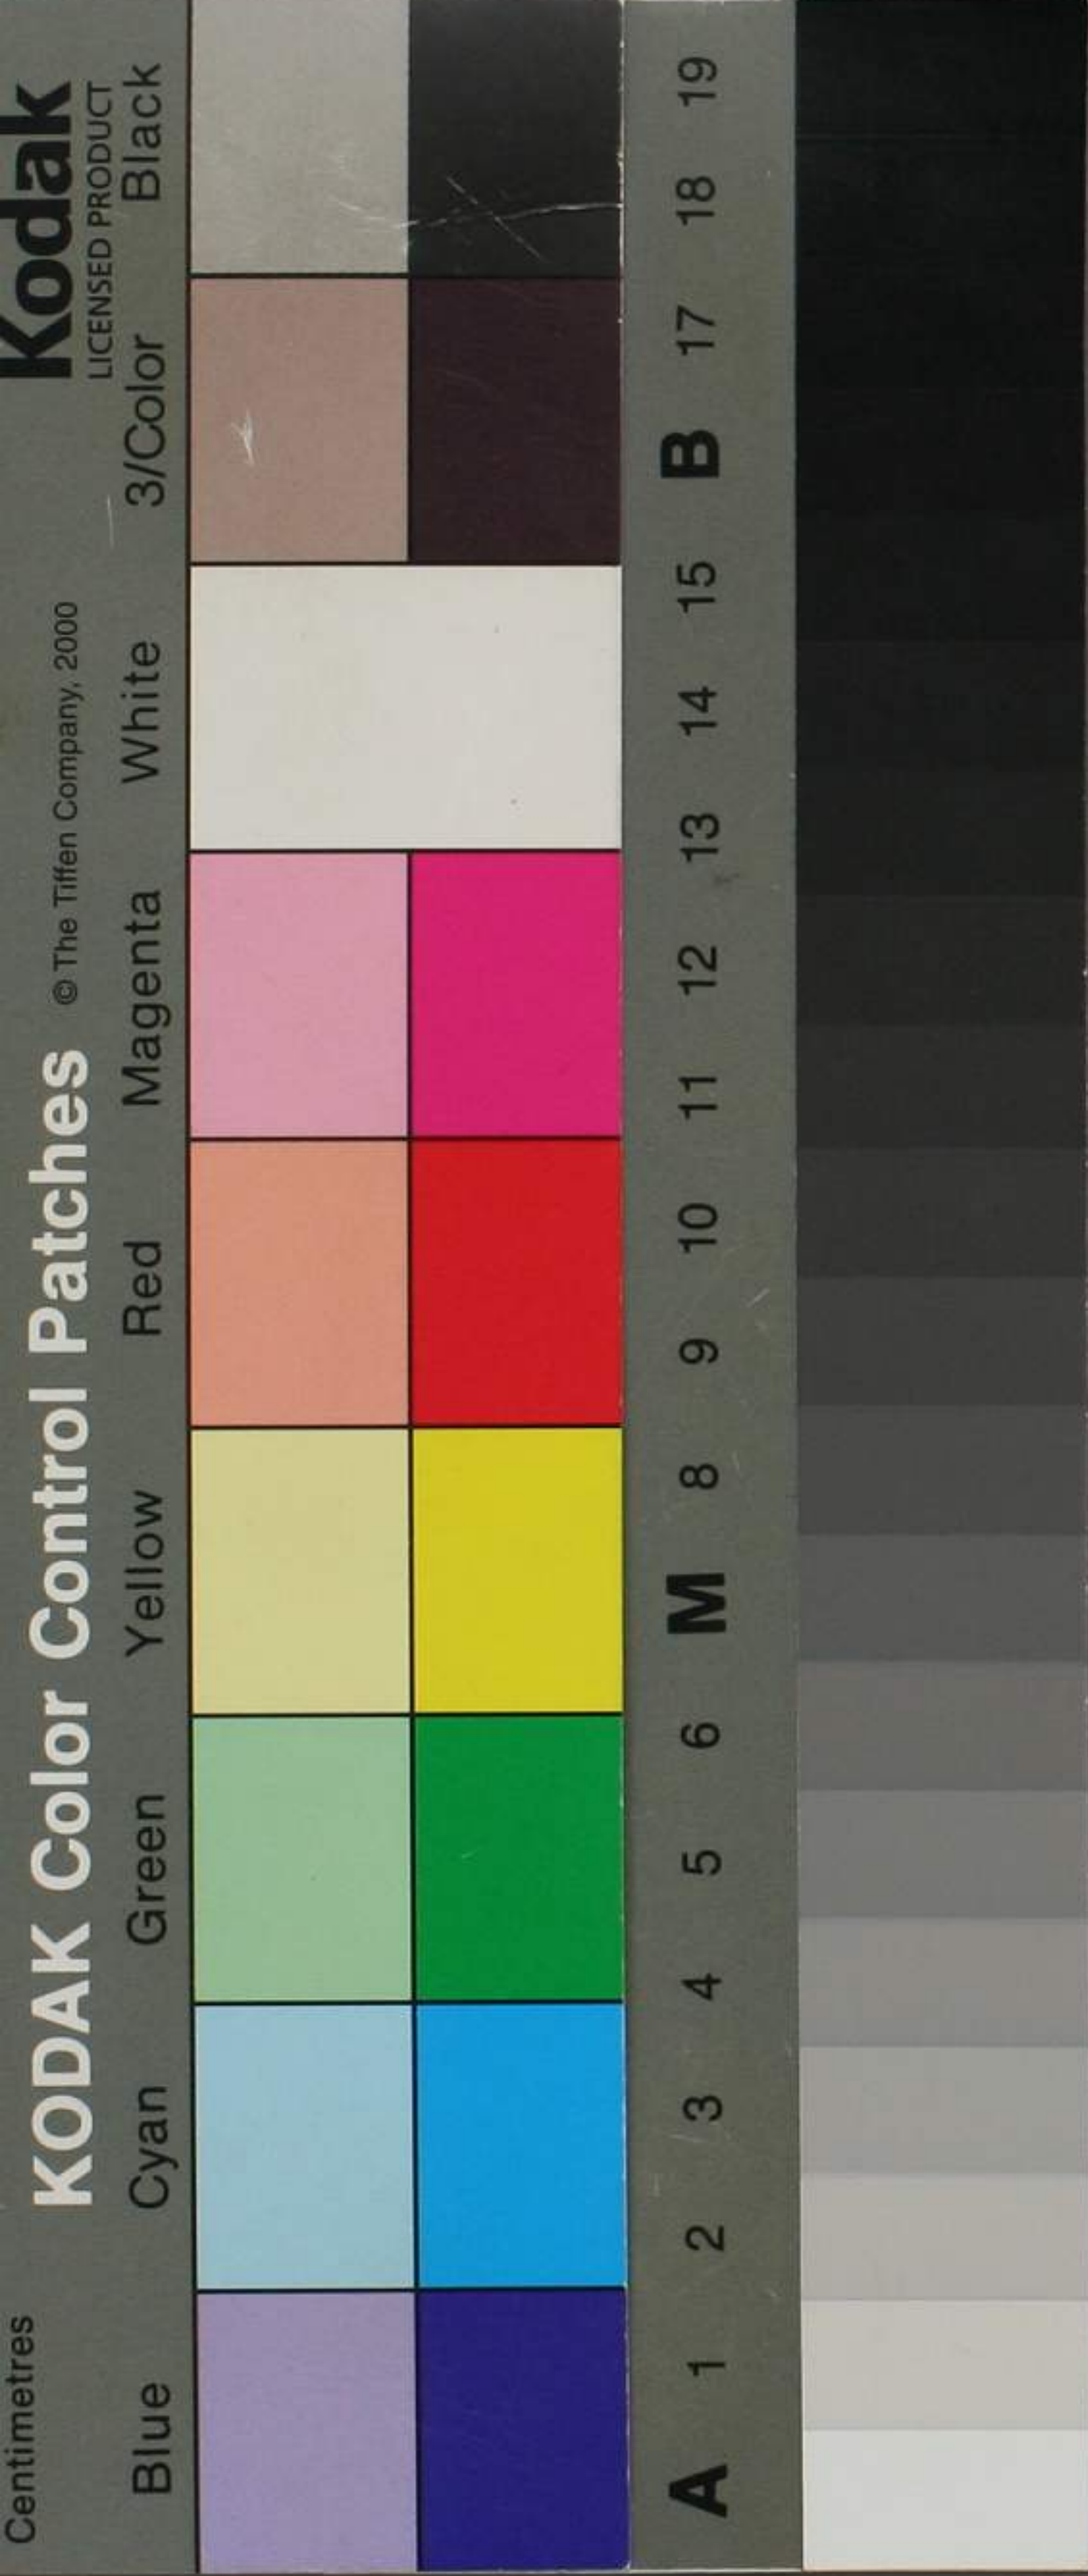 Centimetres
KODAK Color Control Patches © The Tiffen Company, 2000 Kodak
LICENSED PRODUCT
Blue Cyan Green Yellow Red Magenta White 3/Color Black
A 1 2 3 4 5 6 M 8 9 10 11 12 13 14 15 B 17 18 19